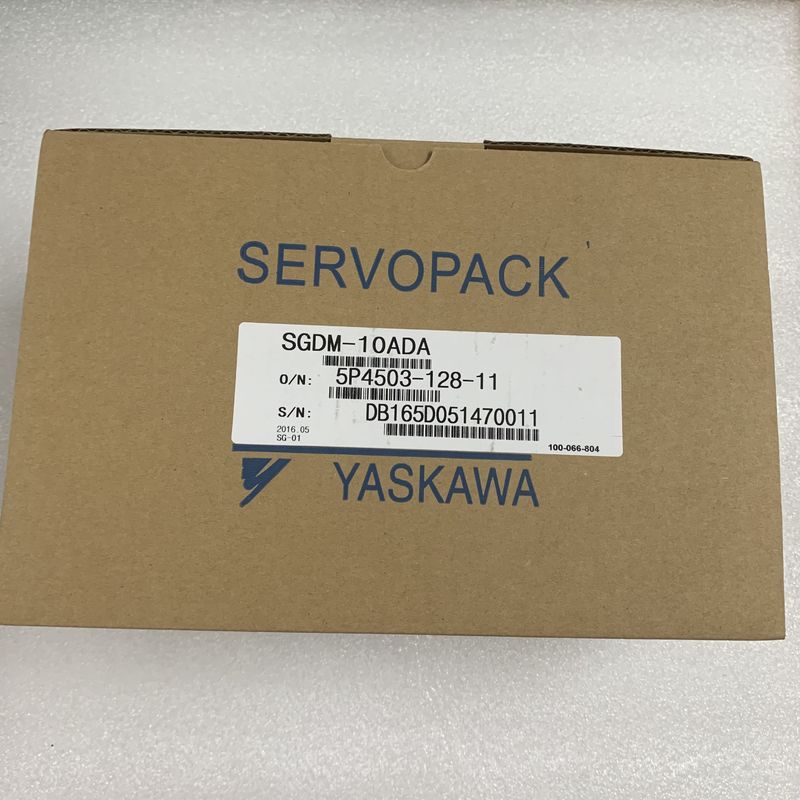 SERVOPACK
SGDM-10ADA
O/N: 5P4503-128-11
S/N: DB165D051470011
2016.05
SG-01
100-066-804
YASKAWA